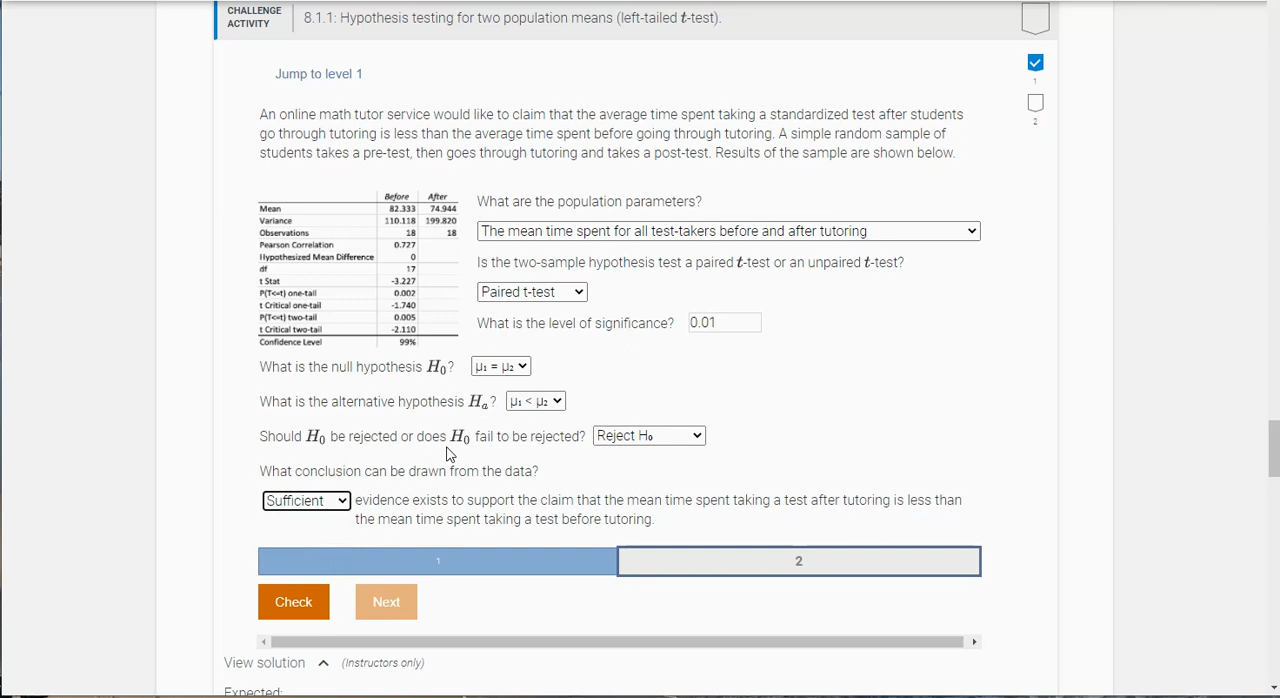 CHALLENGE
ACTIVITY
8.1.1: Hypothesis testing for two population means (left-tailed t-test).
Jump to level 1
1
2
An online math tutor service would like to claim that the average time spent taking a standardized test after students
go through tutoring is less than the average time spent before going through tutoring. A simple random sample of
students takes a pre-test, then goes through tutoring and takes a post-test. Results of the sample are shown below.
Before After
Mean 82.333 74.944
Variance 110.118 199.820
Observations 18 18
Pearson Correlation 0.727
Hypothesized Mean Difference 0
df 17
t Stat -3.227
P(T<=t) one-tail 0.002
t Critical one-tail -1.740
P(T<=t) two-tail 0.005
t Critical two-tail -2.110
Confidence Level 99%
What are the population parameters?
The mean time spent for all test-takers before and after tutoring
Is the two-sample hypothesis test a paired t-test or an unpaired t-test?
Paired t-test
What is the level of significance? 0.01
What is the null hypothesis H₀? μ₁ = μ₂
What is the alternative hypothesis Hₐ? μ₁ < μ₂
Should H₀ be rejected or does H₀ fail to be rejected? Reject H₀
What conclusion can be drawn from the data?
Sufficient evidence exists to support the claim that the mean time spent taking a test after tutoring is less than
the mean time spent taking a test before tutoring.
1 2
Check Next
View solution (Instructors only)
Expected: